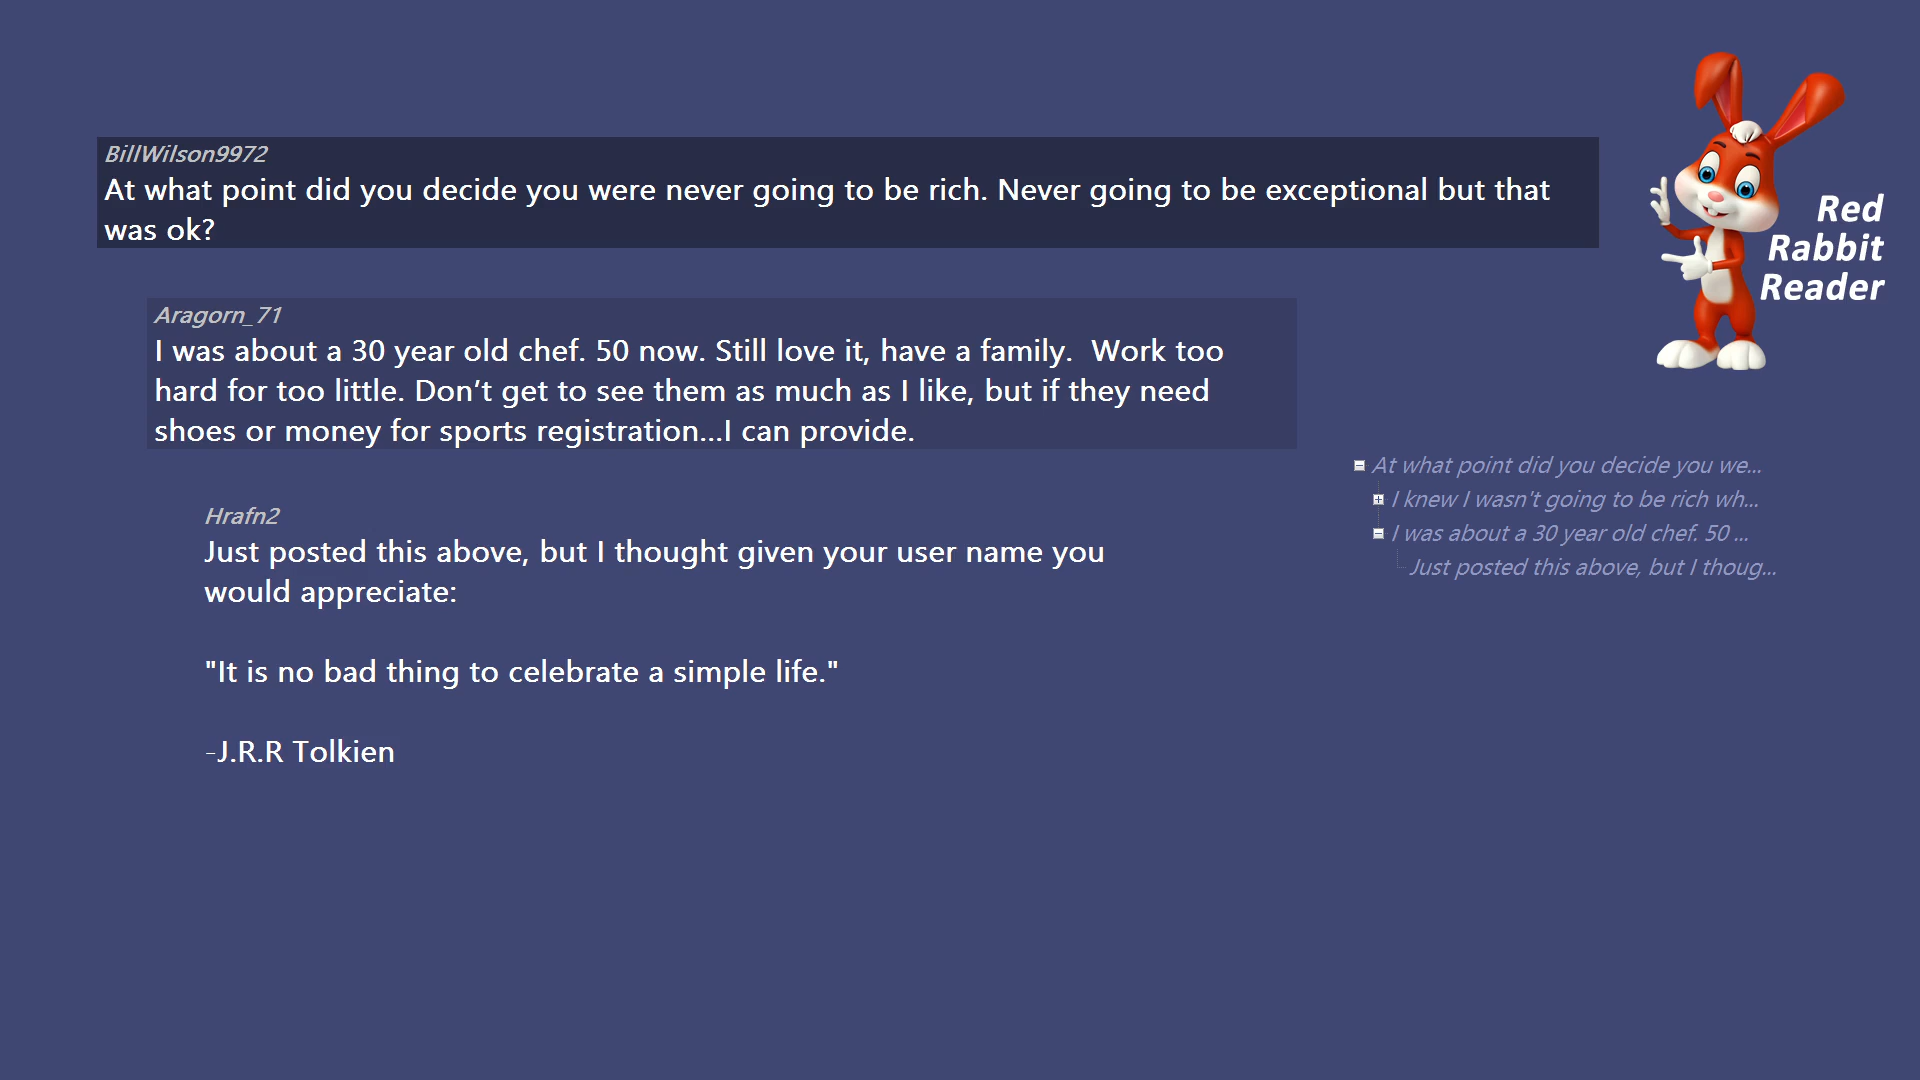 BillWilson9972
At what point did you decide you were never going to be rich. Never going to be exceptional but that
was ok?
Aragorn_71
I was about a 30 year old chef. 50 now. Still love it, have a family.  Work too
hard for too little. Don’t get to see them as much as I like, but if they need
shoes or money for sports registration...I can provide.
Hrafn2
Just posted this above, but I thought given your user name you
would appreciate:
"It is no bad thing to celebrate a simple life."
-J.R.R Tolkien
Red
Rabbit
Reader
At what point did you decide you we...
I knew I wasn't going to be rich wh...
I was about a 30 year old chef. 50 ...
Just posted this above, but I thoug...